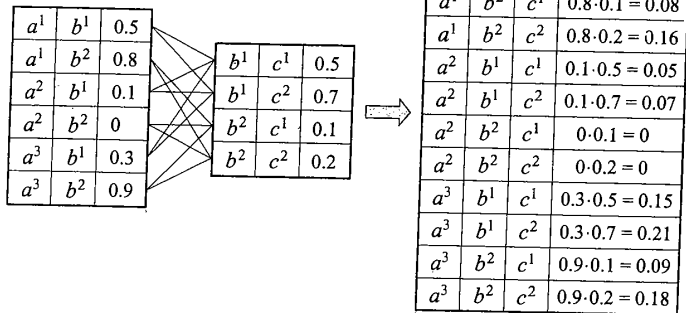 a¹ b¹ 0.5
a¹ b² 0.8
a² b¹ 0.1
a² b² 0
a³ b¹ 0.3
a³ b² 0.9
b¹ c¹ 0.5
b¹ c² 0.7
b² c¹ 0.1
b² c² 0.2
c¹ 0.8·0.1 = 0.08
a¹ b² c² 0.8·0.2 = 0.16
a² b¹ c¹ 0.1·0.5 = 0.05
a² b¹ c² 0.1·0.7 = 0.07
a² b² c¹ 0·0.1 = 0
a² b² c² 0·0.2 = 0
a³ b¹ c¹ 0.3·0.5 = 0.15
a³ b¹ c² 0.3·0.7 = 0.21
a³ b² c¹ 0.9·0.1 = 0.09
a³ b² c² 0.9·0.2 = 0.18